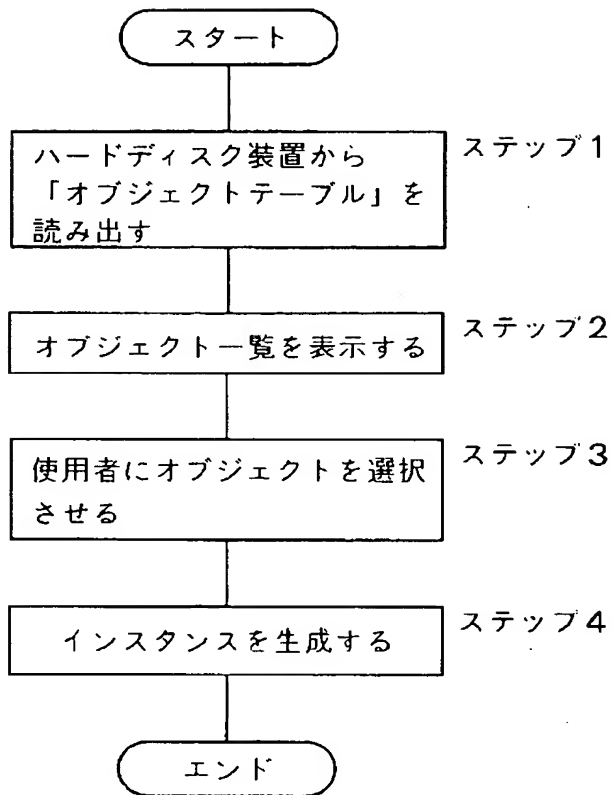 スタート
ハードディスク装置から
「オブジェクトテーブル」を
読み出す
ステップ1
オブジェクト一覧を表示する
ステップ2
使用者にオブジェクトを選択
させる
ステップ3
インスタンスを生成する
ステップ4
エンド